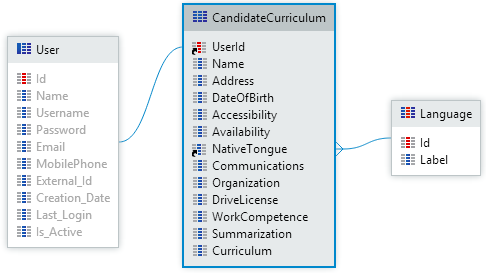 User
Id
Name
Username
Password
Email
MobilePhone
External_Id
Creation_Date
Last_Login
Is_Active
CandidateCurriculum
UserId
Name
Address
DateOfBirth
Accessibility
Availability
NativeTongue
Communications
Organization
DriveLicense
WorkCompetence
Summarization
Curriculum
Language
Id
Label